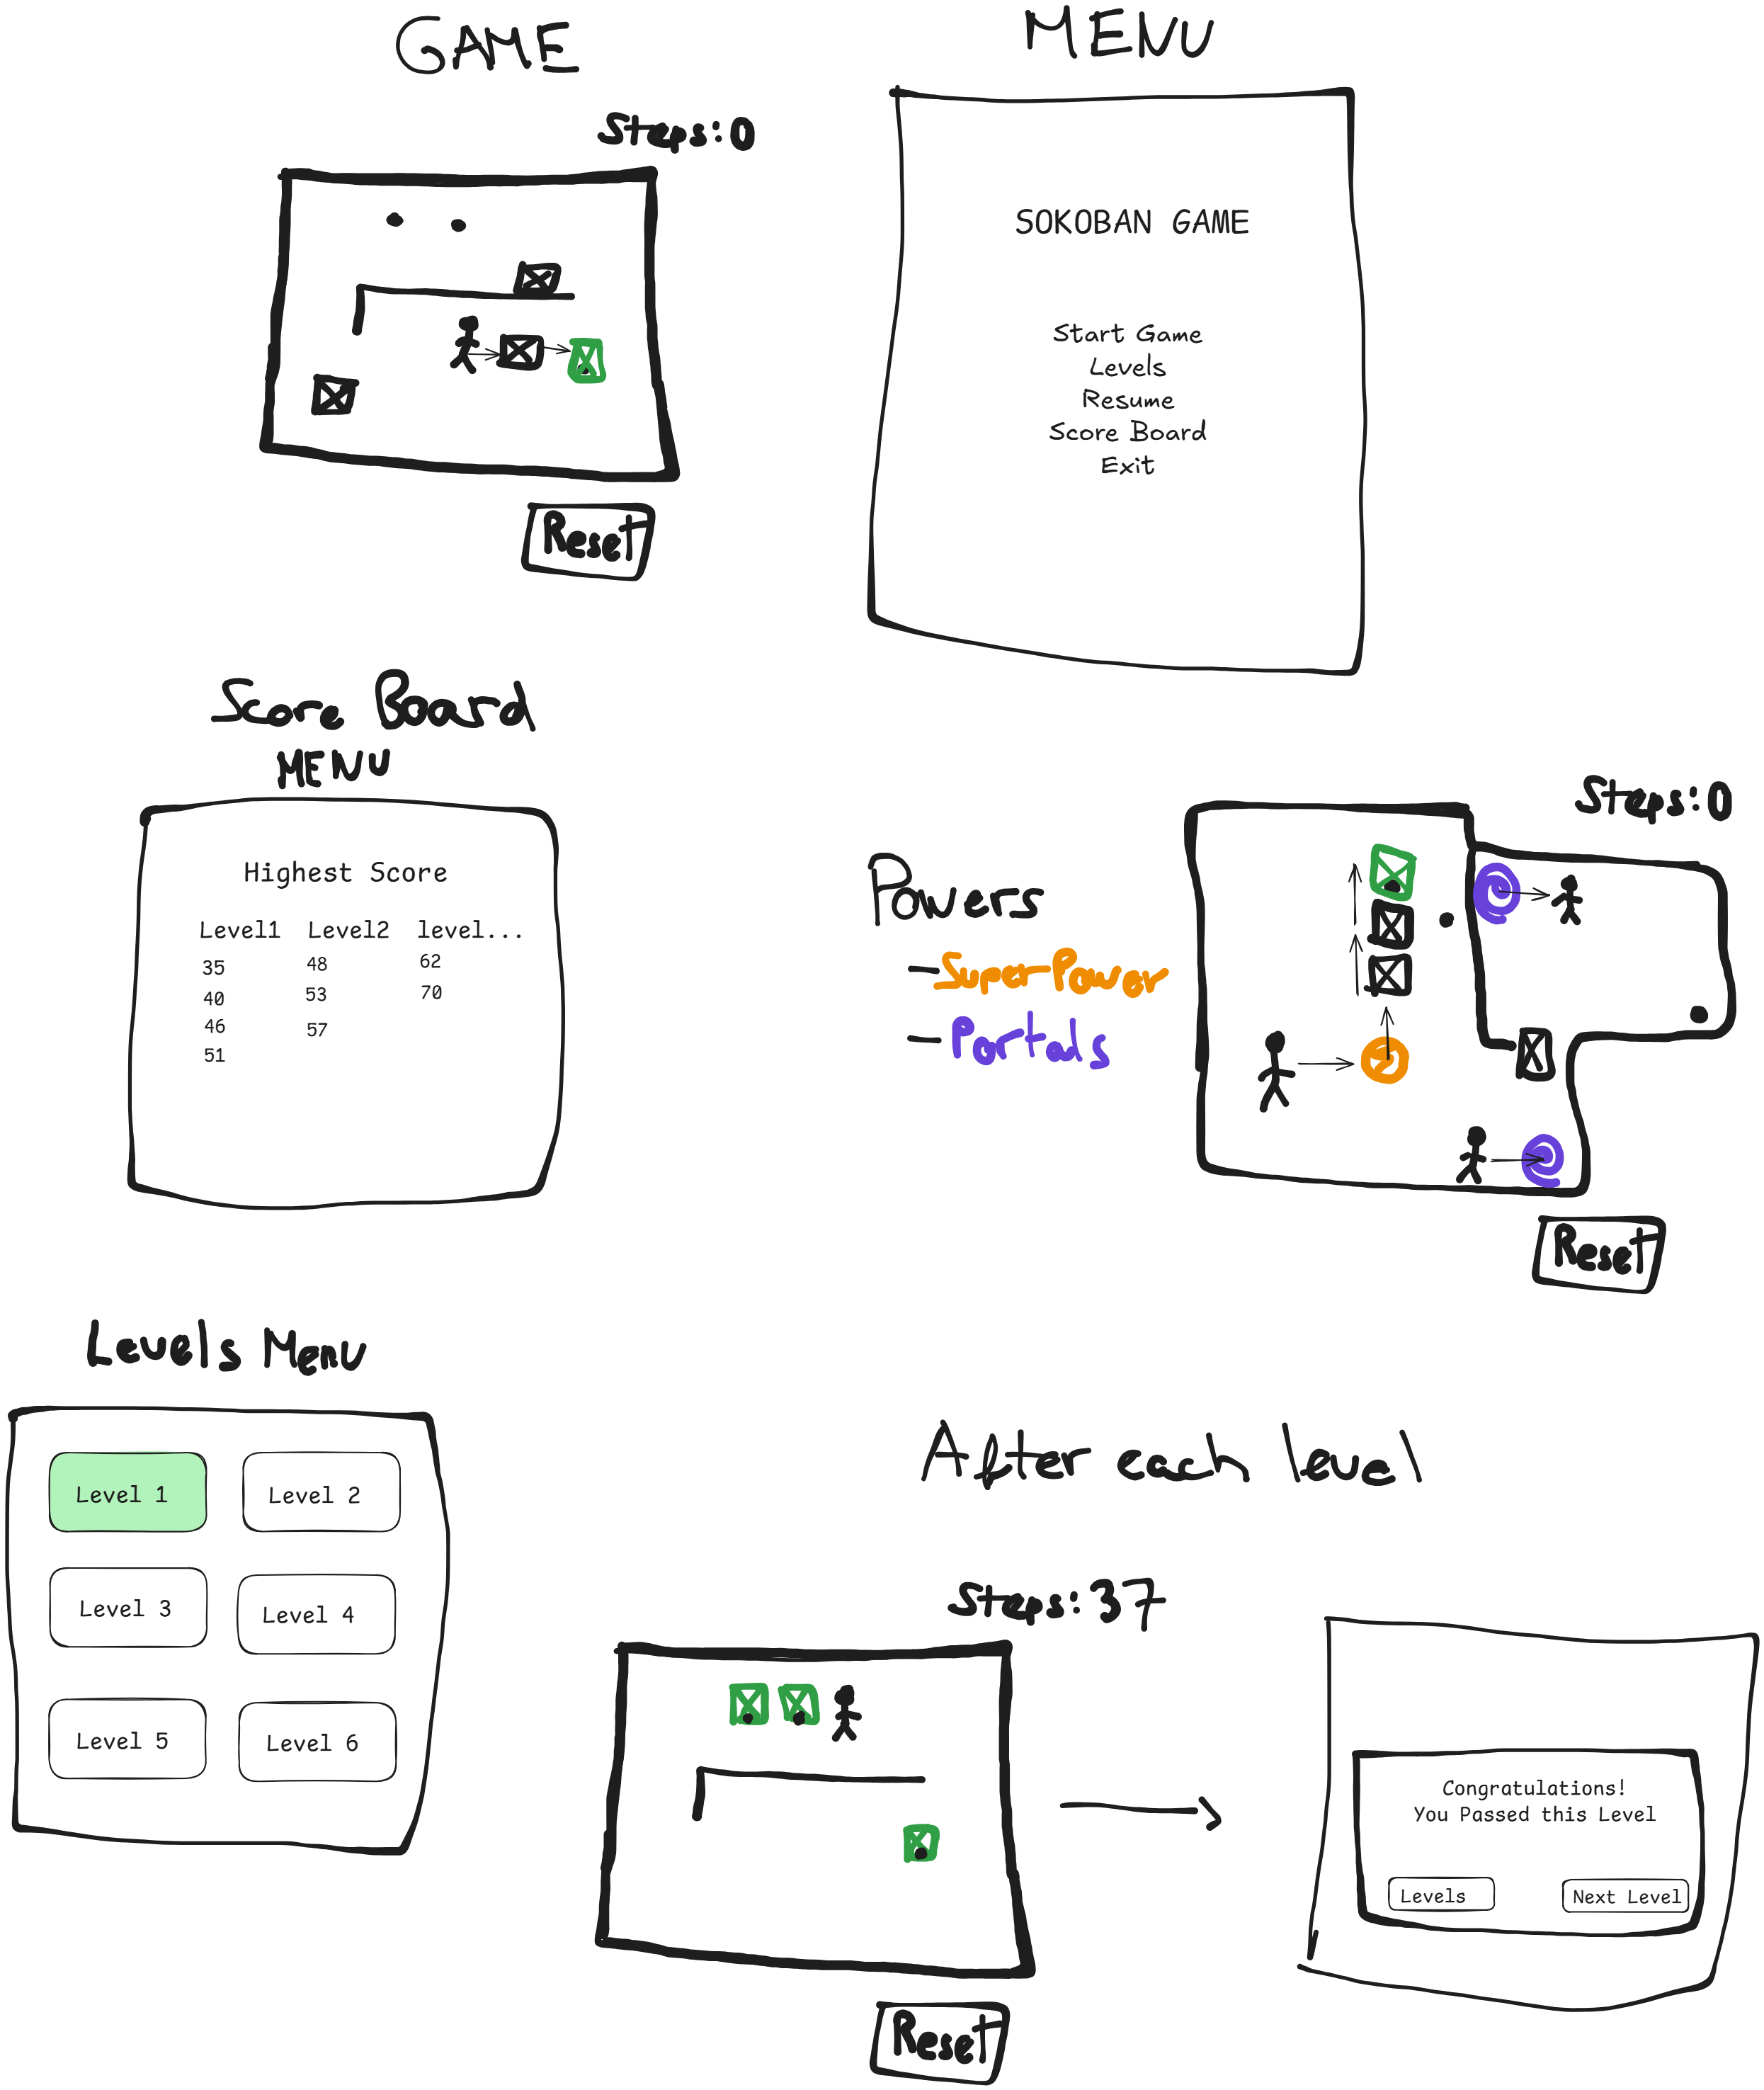 GAME
Steps:0
Reset
MENU
SOKOBAN GAME
Start Game
Levels
Resume
Score Board
Exit
Score Board
MENU
Highest Score
Level1 Level2 level...
35 48 62
40 53 70
46 57
51
Powers
-SuperPower
-Portals
Steps:0
Reset
Levels Menu
Level 1 Level 2
Level 3 Level 4
Level 5 Level 6
After each level
Steps:37
Reset
Congratulations!
You Passed this Level
Levels Next Level